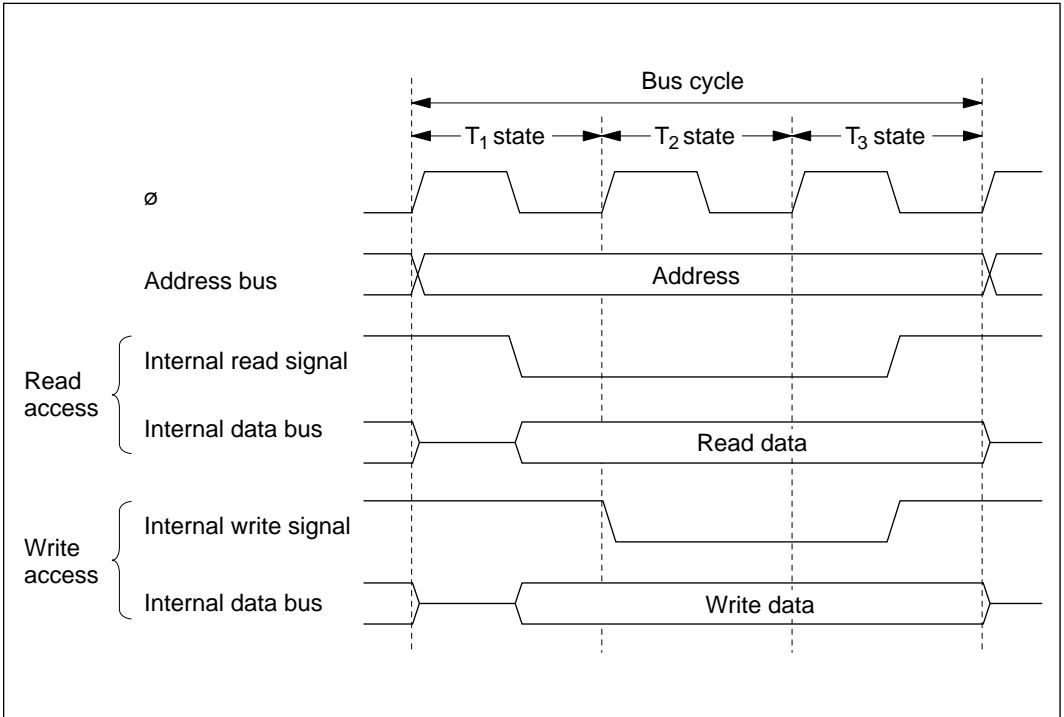 Bus cycle
T₁ state T₂ state T₃ state
ø
Address bus Address
Read access
Internal read signal
Internal data bus Read data
Write access
Internal write signal
Internal data bus Write data